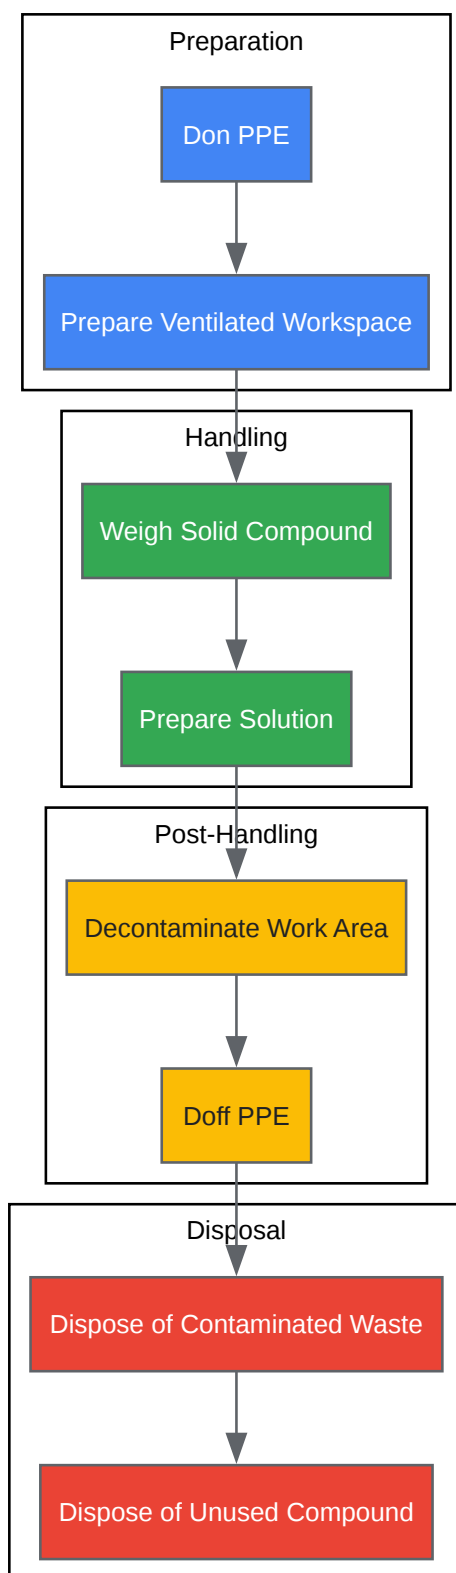 Preparation
Don PPE
Prepare Ventilated Workspace
Handling
Weigh Solid Compound
Prepare Solution
Post-Handling
Decontaminate Work Area
Doff PPE
Disposal
Dispose of Contaminated Waste
Dispose of Unused Compound